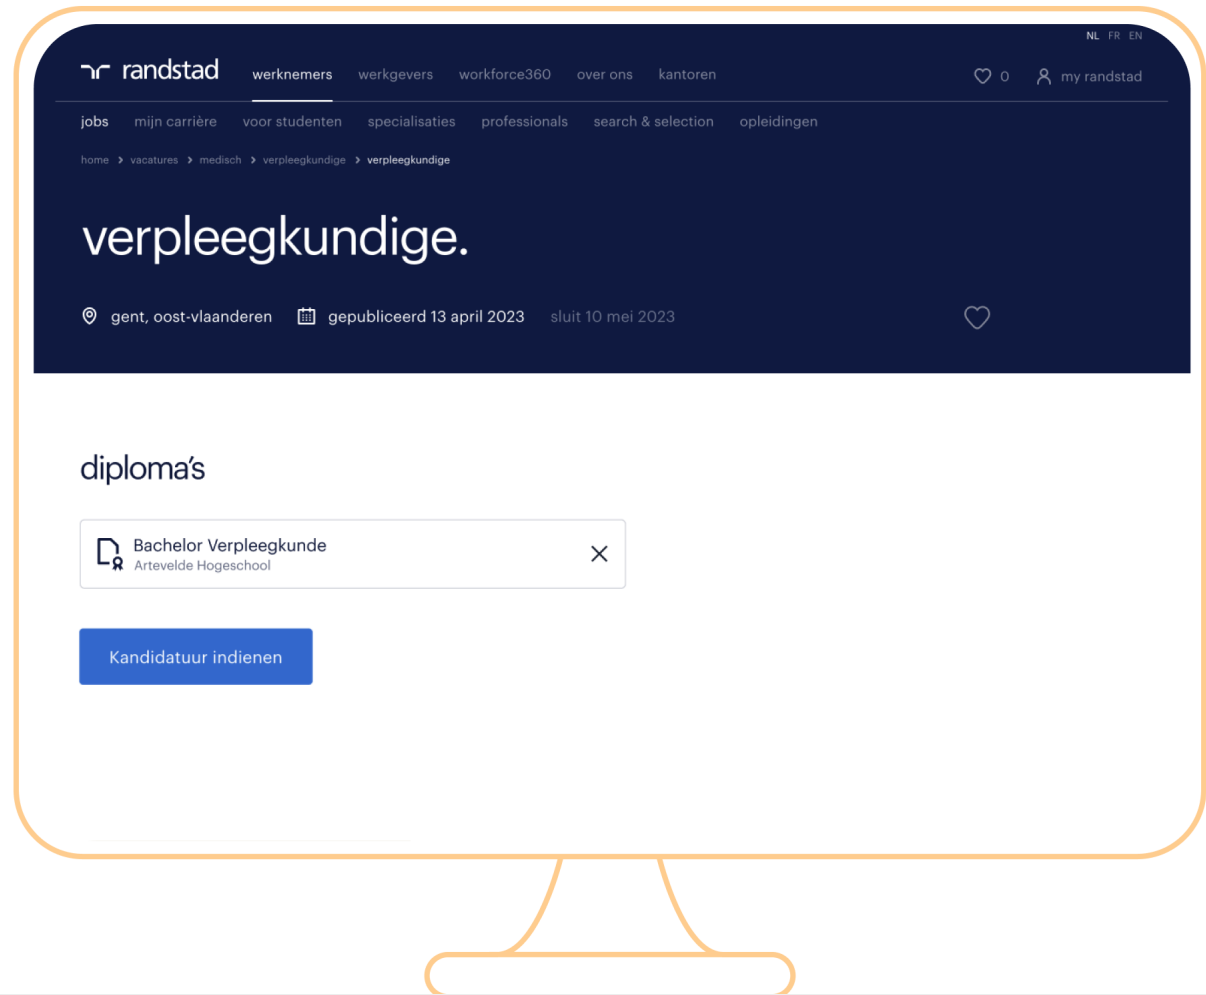 NL FR EN
randstad werknemers werkgevers workforce360 over ons kantoren 0 my randstad
jobs mijn carrière voor studenten specialisaties professionals search & selection opleidingen
home > vacatures > medisch > verpleegkundige > verpleegkundige
verpleegkundige.
gent, oost-vlaanderen gepubliceerd 13 april 2023 sluit 10 mei 2023
diploma's
Bachelor Verpleegkunde
Artevelde Hogeschool
Kandidatuur indienen